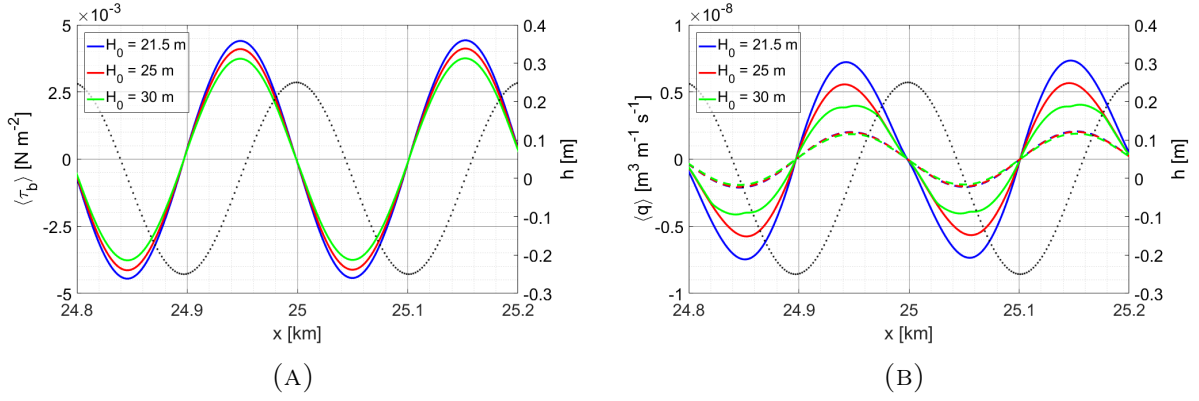 ×10⁻³
5
2.5
0
-2.5
-5
⟨τ_b⟩ [N m⁻²]
H₀ = 21.5 m
H₀ = 25 m
H₀ = 30 m
0.4
0.3
0.2
0.1
0
-0.1
-0.2
-0.3
h [m]
24.8 24.9 25 25.1 25.2
x [km]
(A)
×10⁻⁸
1
0.5
0
-0.5
-1
⟨q⟩ [m³ m⁻¹ s⁻¹]
H₀ = 21.5 m
H₀ = 25 m
H₀ = 30 m
0.4
0.3
0.2
0.1
0
-0.1
-0.2
-0.3
h [m]
24.8 24.9 25 25.1 25.2
x [km]
(B)